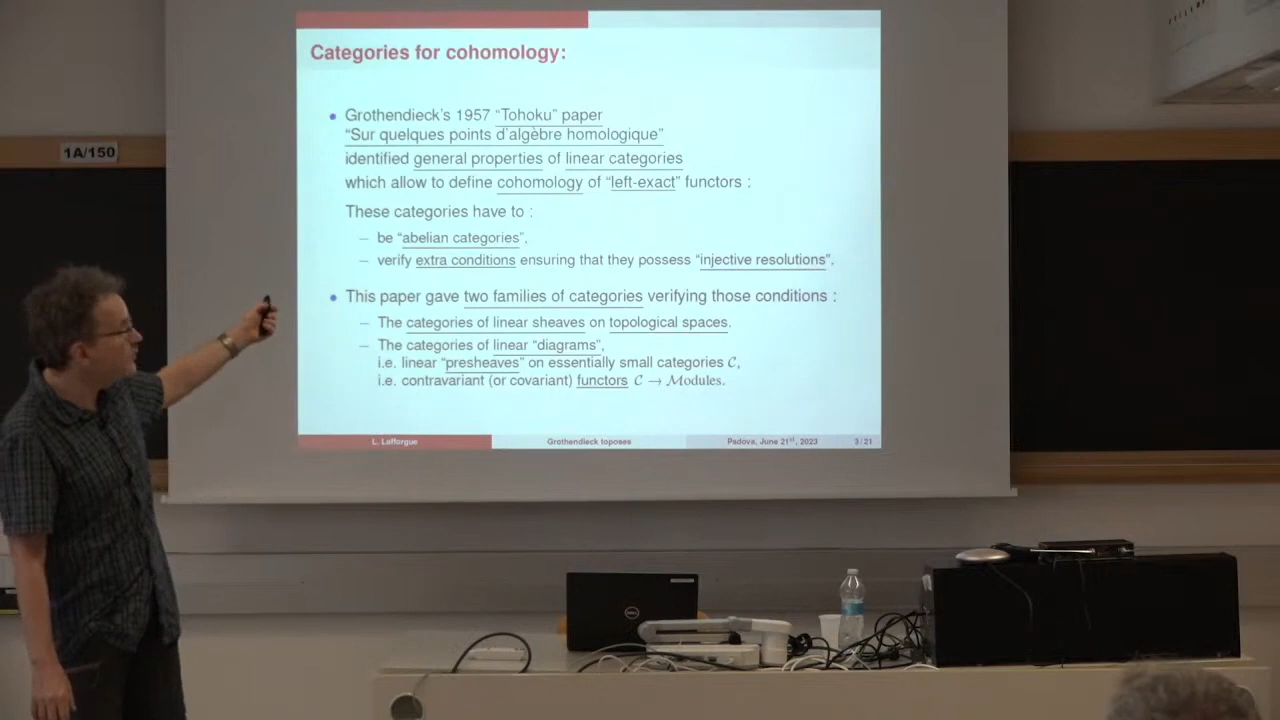 Categories for cohomology:
• Grothendieck's 1957 "Tohoku" paper
"Sur quelques points d'algèbre homologique"
identified general properties of linear categories
which allow to define cohomology of "left-exact" functors :
These categories have to :
– be "abelian categories",
– verify extra conditions ensuring that they possess "injective resolutions".
• This paper gave two families of categories verifying those conditions :
– The categories of linear sheaves on topological spaces.
– The categories of linear "diagrams",
i.e. linear "presheaves" on essentially small categories C,
i.e. contravariant (or covariant) functors C → Modules.
L. Lafforgue Grothendieck toposes Padova, June 21st, 2023 3 / 21
1A/150
DELL